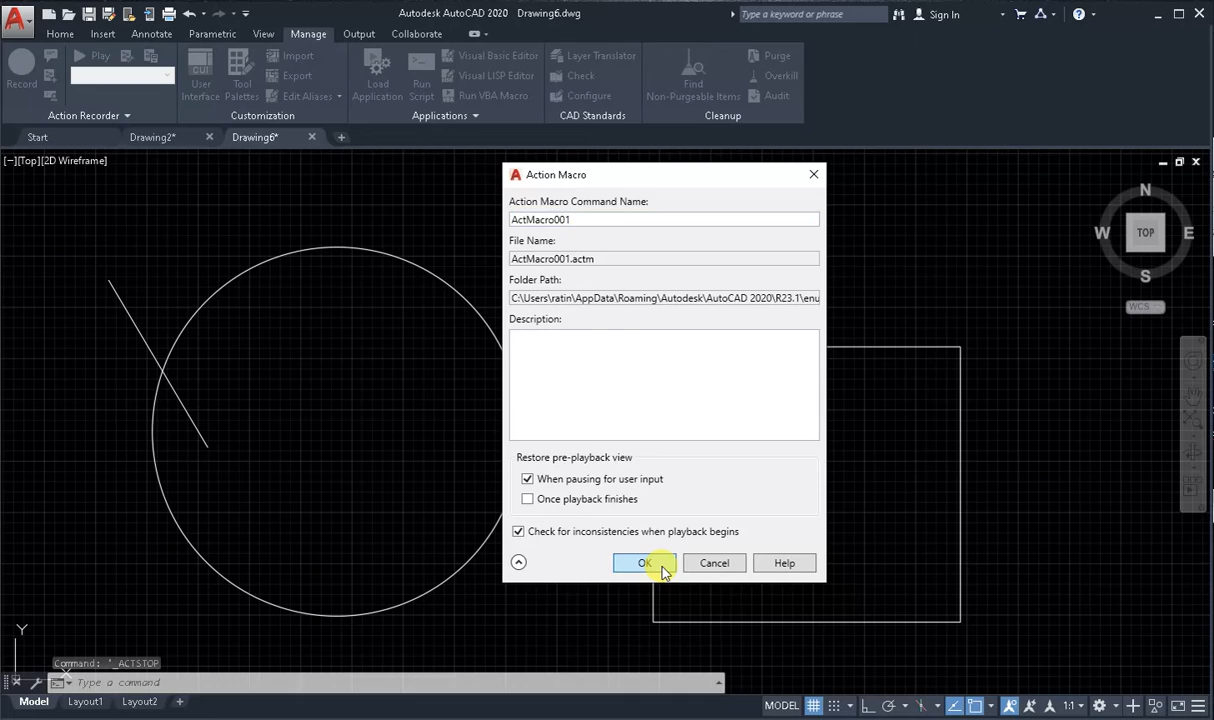 Autodesk AutoCAD 2020 Drawing6.dwg
Type a keyword or phrase
Sign In
Home Insert Annotate Parametric View Manage Output Collaborate
Record
Play
User Interface
Tool Palettes
Import
Export
Edit Aliases
Load Application
Run Script
Visual Basic Editor
Visual LISP Editor
Run VBA Macro
Layer Translator
Check
Configure
Find Non-Purgeable Items
Purge
Overkill
Audit
Action Recorder Customization Applications CAD Standards Cleanup
Start Drawing2* Drawing6*
[−][Top][2D Wireframe]
Action Macro
Action Macro Command Name:
ActMacro001
File Name:
ActMacro001.actm
Folder Path:
C:\Users\ratin\AppData\Roaming\Autodesk\AutoCAD 2020\R23.1\enu
Description:
Restore pre-playback view
When pausing for user input
Once playback finishes
Check for inconsistencies when playback begins
OK Cancel Help
N
W TOP E
S
WCS
Y
X
Command: '_ACTSTOP
Type a command
Model Layout1 Layout2
MODEL 1:1